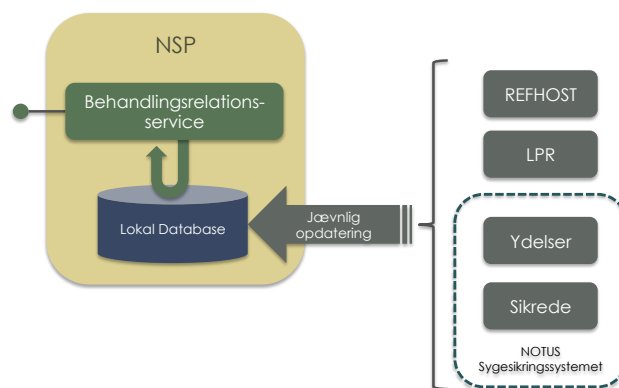 NSP
Behandlingsrelations-
service
Lokal Database
Jævnlig
opdatering
REFHOST
LPR
Ydelser
Sikrede
NOTUS
Sygesikringssystemet